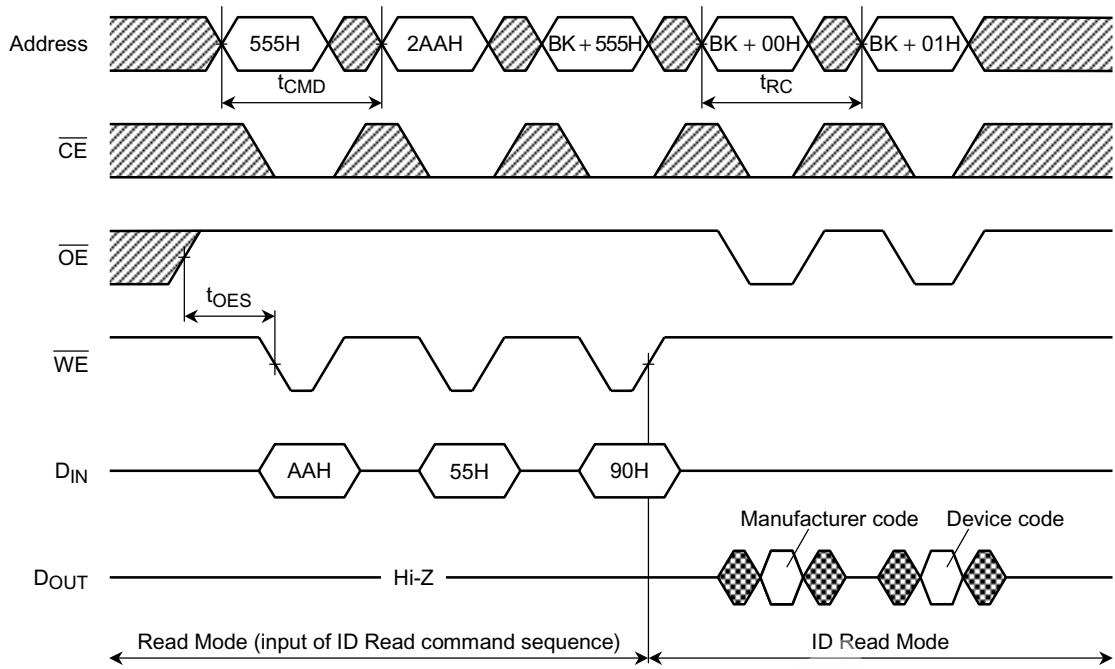 Address 555H 2AAH BK + 555H BK + 00H BK + 01H
tCMD tRC
CE
OE
tOES
WE
DIN AAH 55H 90H
Manufacturer code Device code
DOUT Hi-Z
Read Mode (input of ID Read command sequence) ID Read Mode